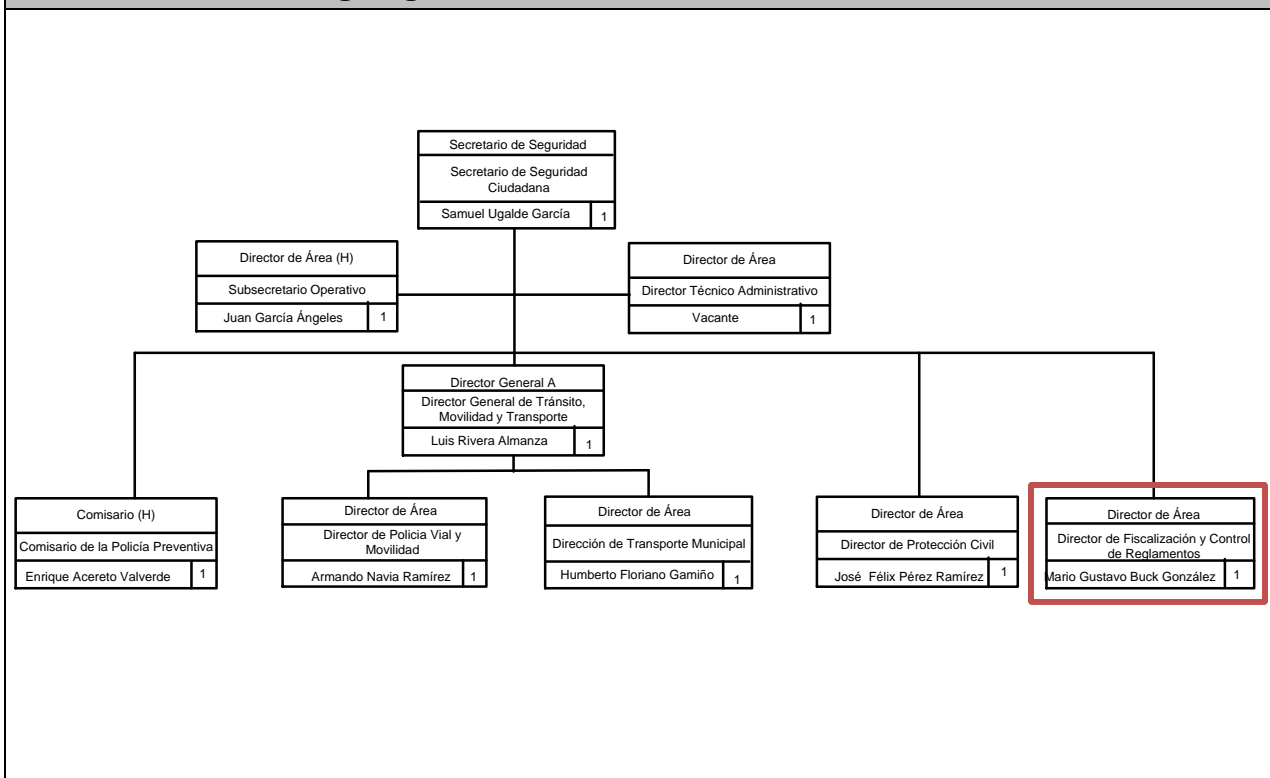 Secretario de Seguridad
Secretario de Seguridad
Ciudadana
Samuel Ugalde García 1
Director de Área (H)
Subsecretario Operativo
Juan García Ángeles 1
Director de Área
Director Técnico Administrativo
Vacante 1
Director General A
Director General de Tránsito,
Movilidad y Transporte
Luis Rivera Almanza 1
Comisario (H)
Comisario de la Policía Preventiva
Enrique Acereto Valverde 1
Director de Área
Director de Policia Vial y
Movilidad
Armando Navia Ramírez 1
Director de Área
Dirección de Transporte Municipal
Humberto Floriano Gamiño 1
Director de Área
Director de Protección Civil
José Félix Pérez Ramírez 1
Director de Área
Director de Fiscalización y Control
de Reglamentos
Mario Gustavo Buck González 1